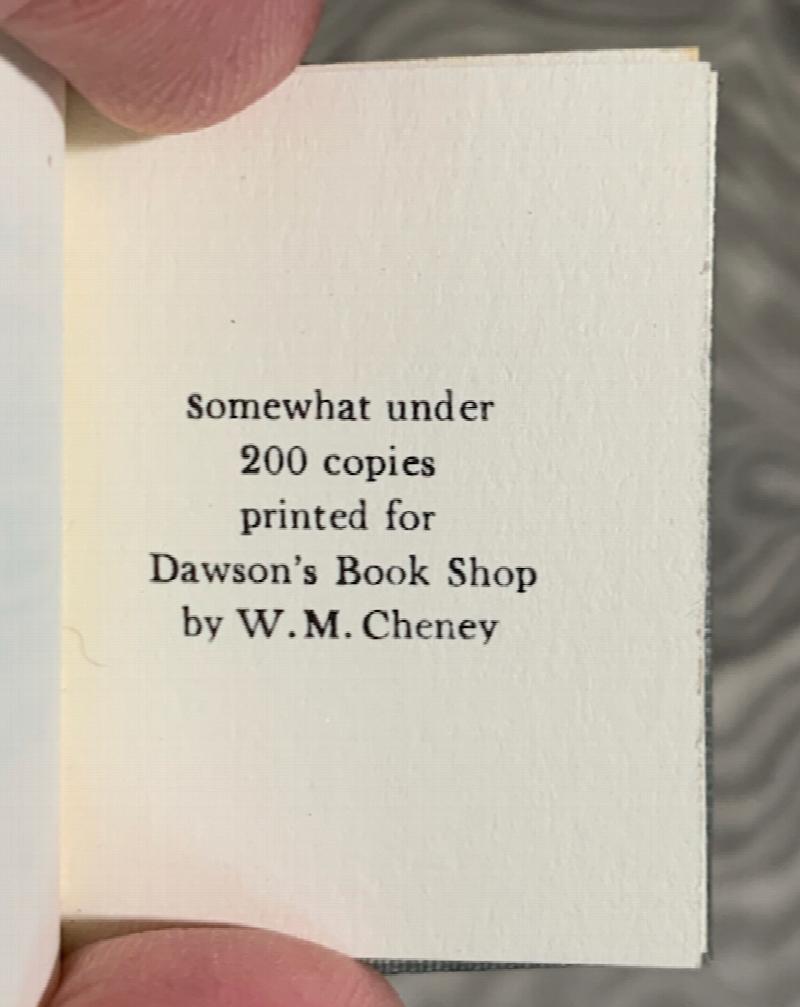 Somewhat under
200 copies
printed for
Dawson's Book Shop
by W. M. Cheney